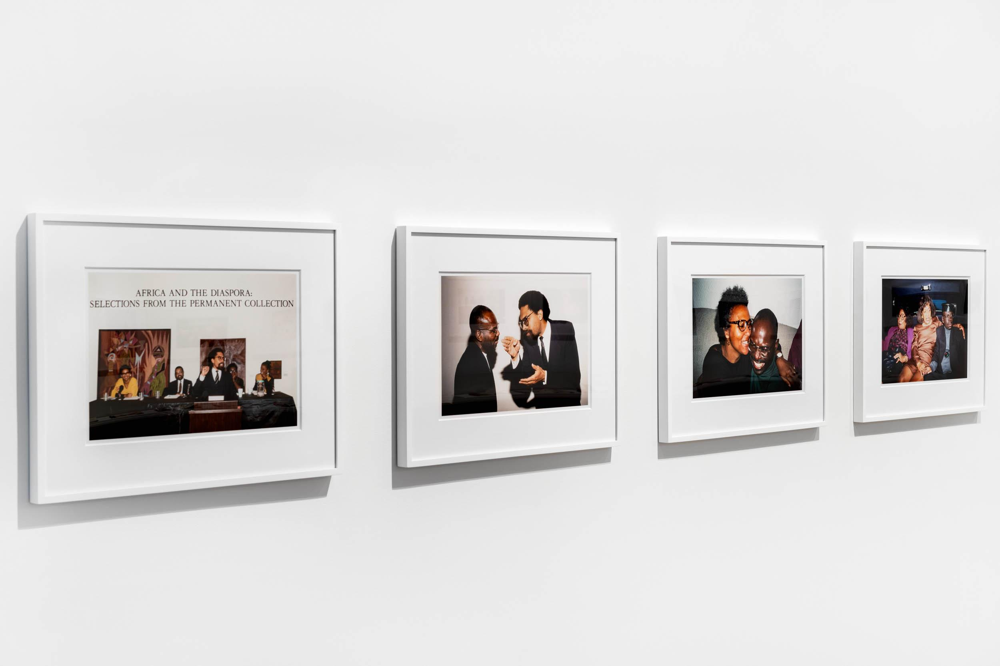 AFRICA AND THE DIASPORA:
SELECTIONS FROM THE PERMANENT COLLECTION